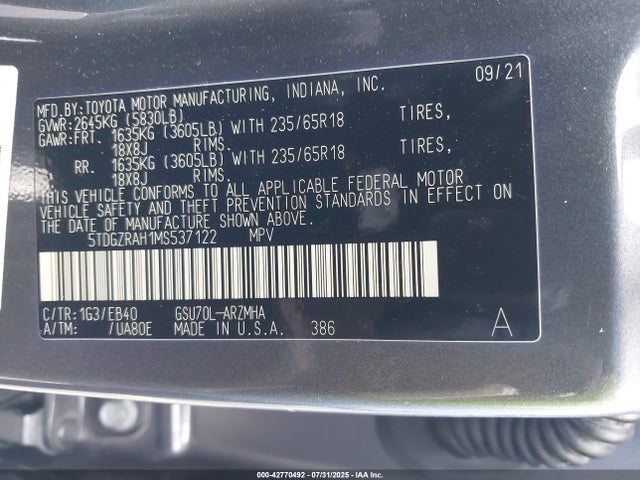 MFD.BY:TOYOTA MOTOR MANUFACTURING, INDIANA, INC. 09/21
GVWR:2645KG (5830LB)
GAWR:FRT. 1635KG (3605LB) WITH 235/65R18 TIRES,
18X8J RIMS.
RR. 1635KG (3605LB) WITH 235/65R18 TIRES,
18X8J RIMS.
THIS VEHICLE CONFORMS TO ALL APPLICABLE FEDERAL MOTOR
VEHICLE SAFETY AND THEFT PREVENTION STANDARDS IN EFFECT ON
THE DATE OF MANUFACTURE SHOWN ABOVE.
5TDGZRAH1MS537122 MPV
C/TR:1G3/EB40 GSU70L-ARZMHA
A/TM: /UA80E MADE IN U.S.A. 386 A
000-42770492 - 07/31/2025 - IAA Inc.